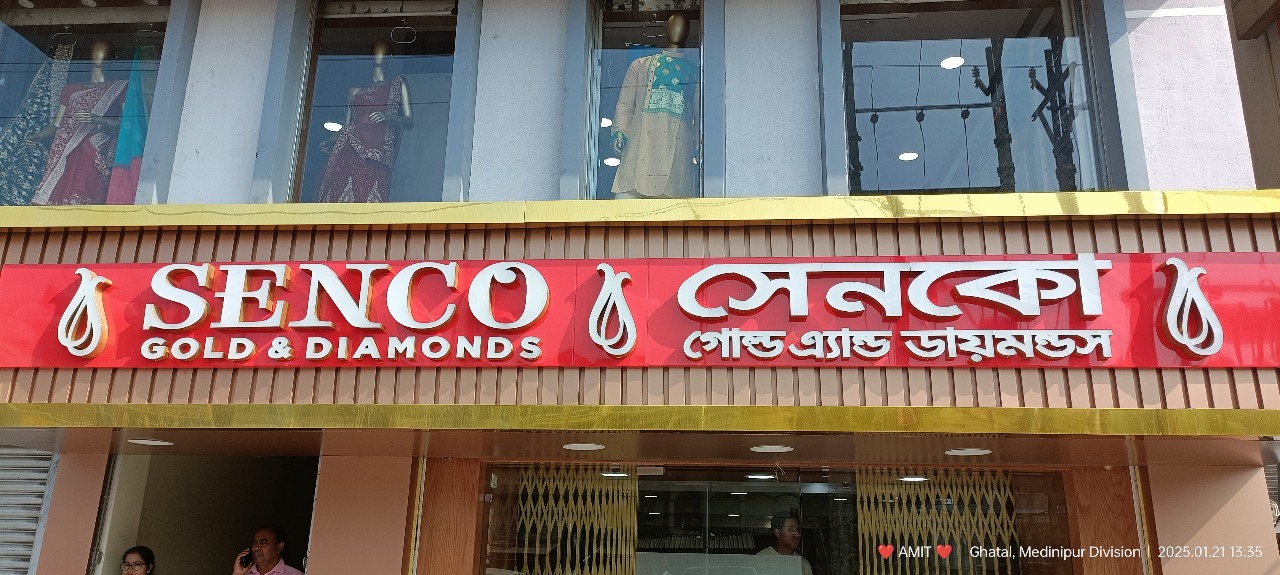 SENCO
GOLD & DIAMONDS
সেনকো
গোল্ড এ্যান্ড ডায়মন্ডস
❤️ AMIT ❤️ | Ghatal, Medinipur Division | 2025.01.21 13:35